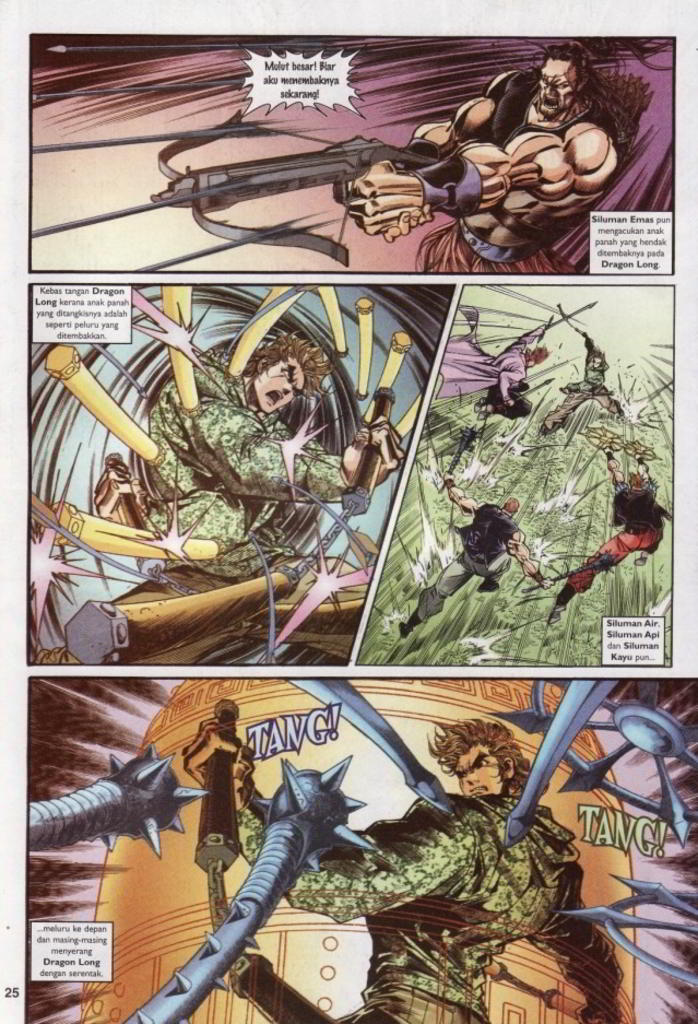 Mulut besar! Biar
aku menembaknya
sekarang!
Siluman Emas pun
mengacukan anak
panah yang hendak
ditembaknya pada
Dragon Long.
Kebas tangan Dragon
Long kerana anak panah
yang ditangkisnya adalah
seperti peluru yang
ditembakkan.
Siluman Air,
Siluman Api
dan Siluman
Kayu pun...
TANG!
TANG!
...meluru ke depan
dan masing-masing
menyerang
Dragon Long
dengan serentak.
25